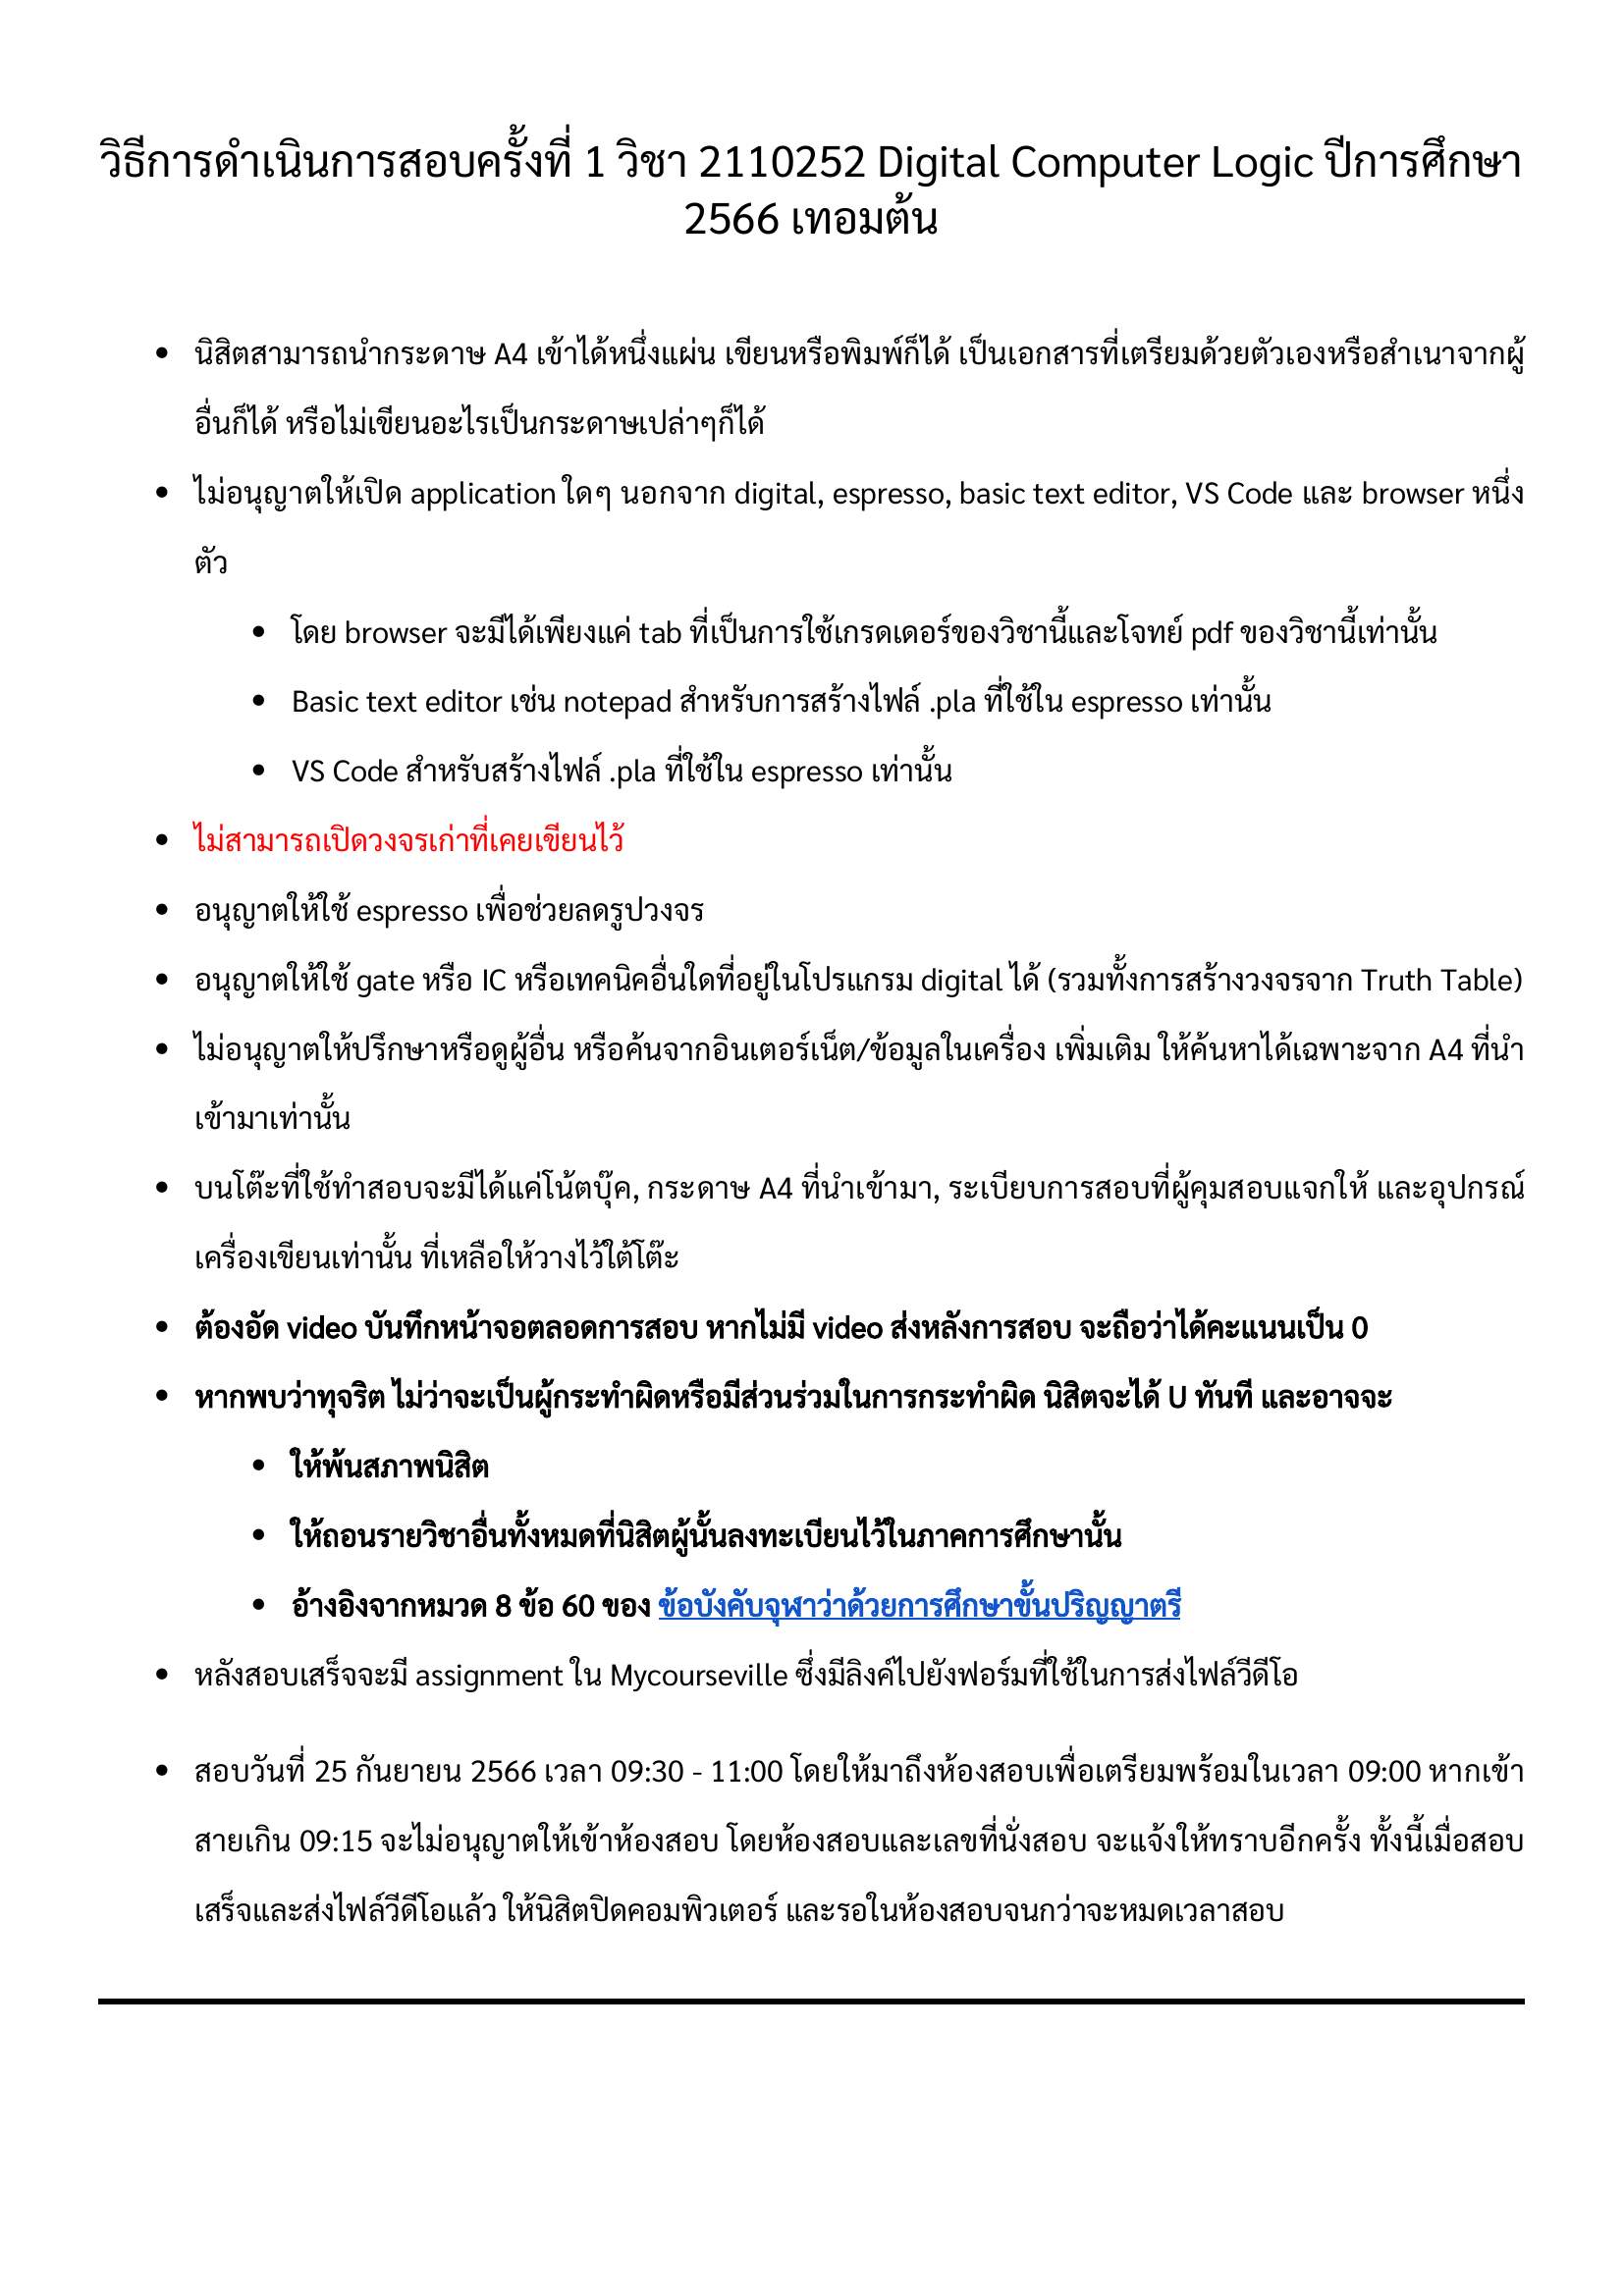 วิธีการดำเนินการสอบครั้งที่ 1 วิชา 2110252 Digital Computer Logic ปีการศึกษา
2566 เทอมต้น
• นิสิตสามารถนำกระดาษ A4 เข้าได้หนึ่งแผ่น เขียนหรือพิมพ์ก็ได้ เป็นเอกสารที่เตรียมด้วยตัวเองหรือสำเนาจากผู้
อื่นก็ได้ หรือไม่เขียนอะไรเป็นกระดาษเปล่าๆก็ได้
• ไม่อนุญาตให้เปิด application ใดๆ นอกจาก digital, espresso, basic text editor, VS Code และ browser หนึ่ง
ตัว
• โดย browser จะมีได้เพียงแค่ tab ที่เป็นการใช้เกรดเดอร์ของวิชานี้และโจทย์ pdf ของวิชานี้เท่านั้น
• Basic text editor เช่น notepad สำหรับการสร้างไฟล์ .pla ที่ใช้ใน espresso เท่านั้น
• VS Code สำหรับสร้างไฟล์ .pla ที่ใช้ใน espresso เท่านั้น
• ไม่สามารถเปิดวงจรเก่าที่เคยเขียนไว้
• อนุญาตให้ใช้ espresso เพื่อช่วยลดรูปวงจร
• อนุญาตให้ใช้ gate หรือ IC หรือเทคนิคอื่นใดที่อยู่ในโปรแกรม digital ได้ (รวมทั้งการสร้างวงจรจาก Truth Table)
• ไม่อนุญาตให้ปรึกษาหรือดูผู้อื่น หรือค้นจากอินเตอร์เน็ต/ข้อมูลในเครื่อง เพิ่มเติม ให้ค้นหาได้เฉพาะจาก A4 ที่นำ
เข้ามาเท่านั้น
• บนโต๊ะที่ใช้ทำสอบจะมีได้แค่โน้ตบุ๊ค, กระดาษ A4 ที่นำเข้ามา, ระเบียบการสอบที่ผู้คุมสอบแจกให้ และอุปกรณ์
เครื่องเขียนเท่านั้น ที่เหลือให้วางไว้ใต้โต๊ะ
• ต้องอัด video บันทึกหน้าจอตลอดการสอบ หากไม่มี video ส่งหลังการสอบ จะถือว่าได้คะแนนเป็น 0
• หากพบว่าทุจริต ไม่ว่าจะเป็นผู้กระทำผิดหรือมีส่วนร่วมในการกระทำผิด นิสิตจะได้ U ทันที และอาจจะ
• ให้พ้นสภาพนิสิต
• ให้ถอนรายวิชาอื่นทั้งหมดที่นิสิตผู้นั้นลงทะเบียนไว้ในภาคการศึกษานั้น
• อ้างอิงจากหมวด 8 ข้อ 60 ของ ข้อบังคับจุฬาว่าด้วยการศึกษาขั้นปริญญาตรี
• หลังสอบเสร็จจะมี assignment ใน Mycourseville ซึ่งมีลิงค์ไปยังฟอร์มที่ใช้ในการส่งไฟล์วีดีโอ
• สอบวันที่ 25 กันยายน 2566 เวลา 09:30 - 11:00 โดยให้มาถึงห้องสอบเพื่อเตรียมพร้อมในเวลา 09:00 หากเข้า
สายเกิน 09:15 จะไม่อนุญาตให้เข้าห้องสอบ โดยห้องสอบและเลขที่นั่งสอบ จะแจ้งให้ทราบอีกครั้ง ทั้งนี้เมื่อสอบ
เสร็จและส่งไฟล์วีดีโอแล้ว ให้นิสิตปิดคอมพิวเตอร์ และรอในห้องสอบจนกว่าจะหมดเวลาสอบ